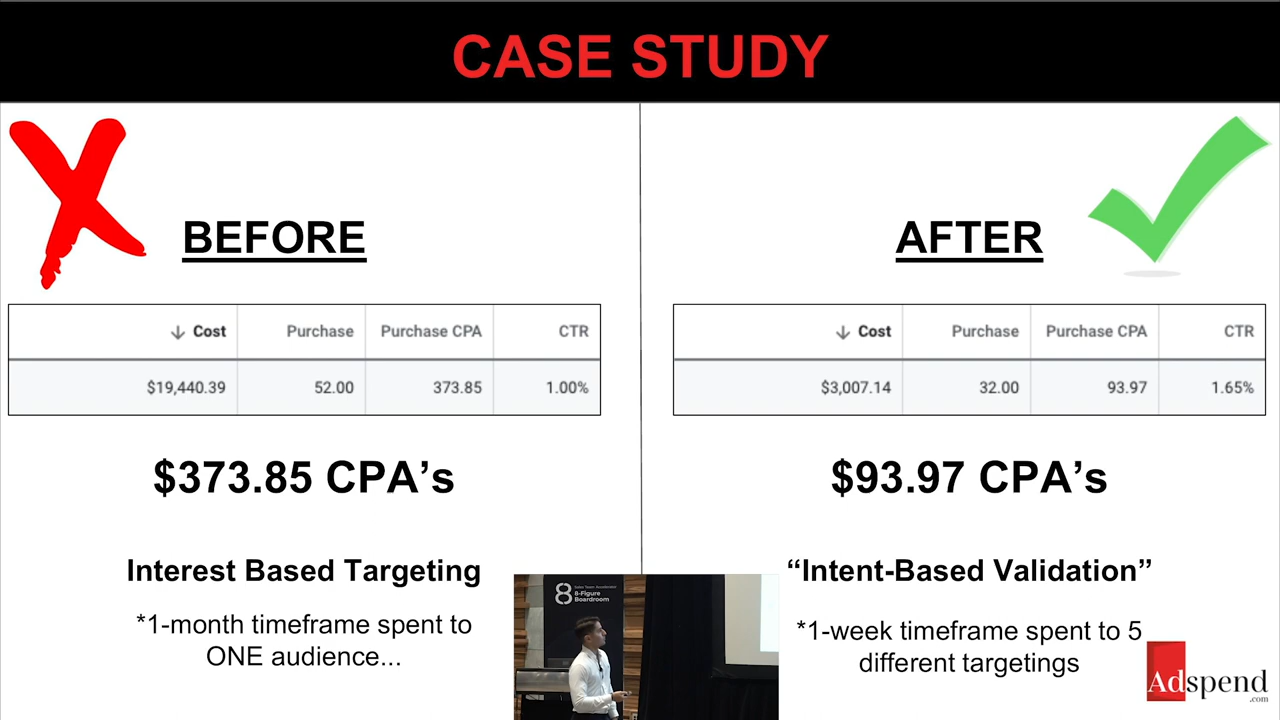 CASE STUDY
BEFORE
Cost Purchase Purchase CPA CTR
$19,440.39 52.00 373.85 1.00%
$373.85 CPA’s
Interest Based Targeting
*1-month timeframe spent to
ONE audience...
AFTER
Cost Purchase Purchase CPA CTR
$3,007.14 32.00 93.97 1.65%
$93.97 CPA’s
“Intent-Based Validation”
*1-week timeframe spent to 5
different targetings
Sales Team Accelerator
8-Figure
Boardroom
Adspend
.com